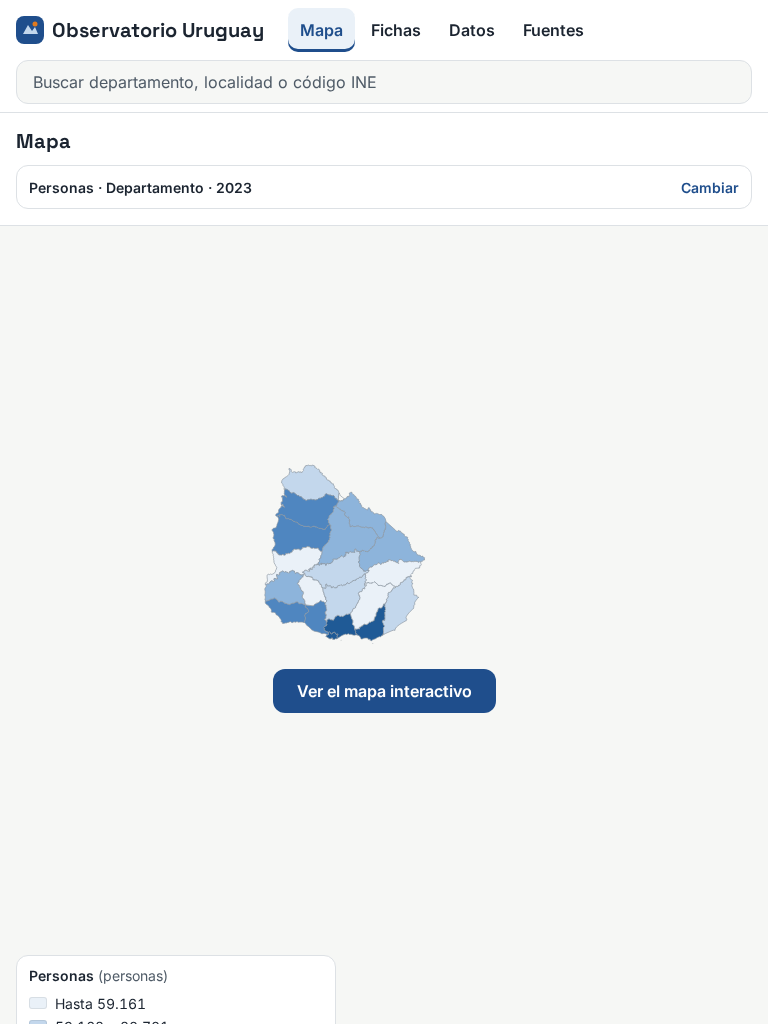 Observatorio Uruguay
Mapa
Fichas
Datos
Fuentes
Buscar departamento, localidad o código INE
Mapa
Personas · Departamento · 2023
Cambiar
Ver el mapa interactivo
Personas (personas)
Hasta 59.161